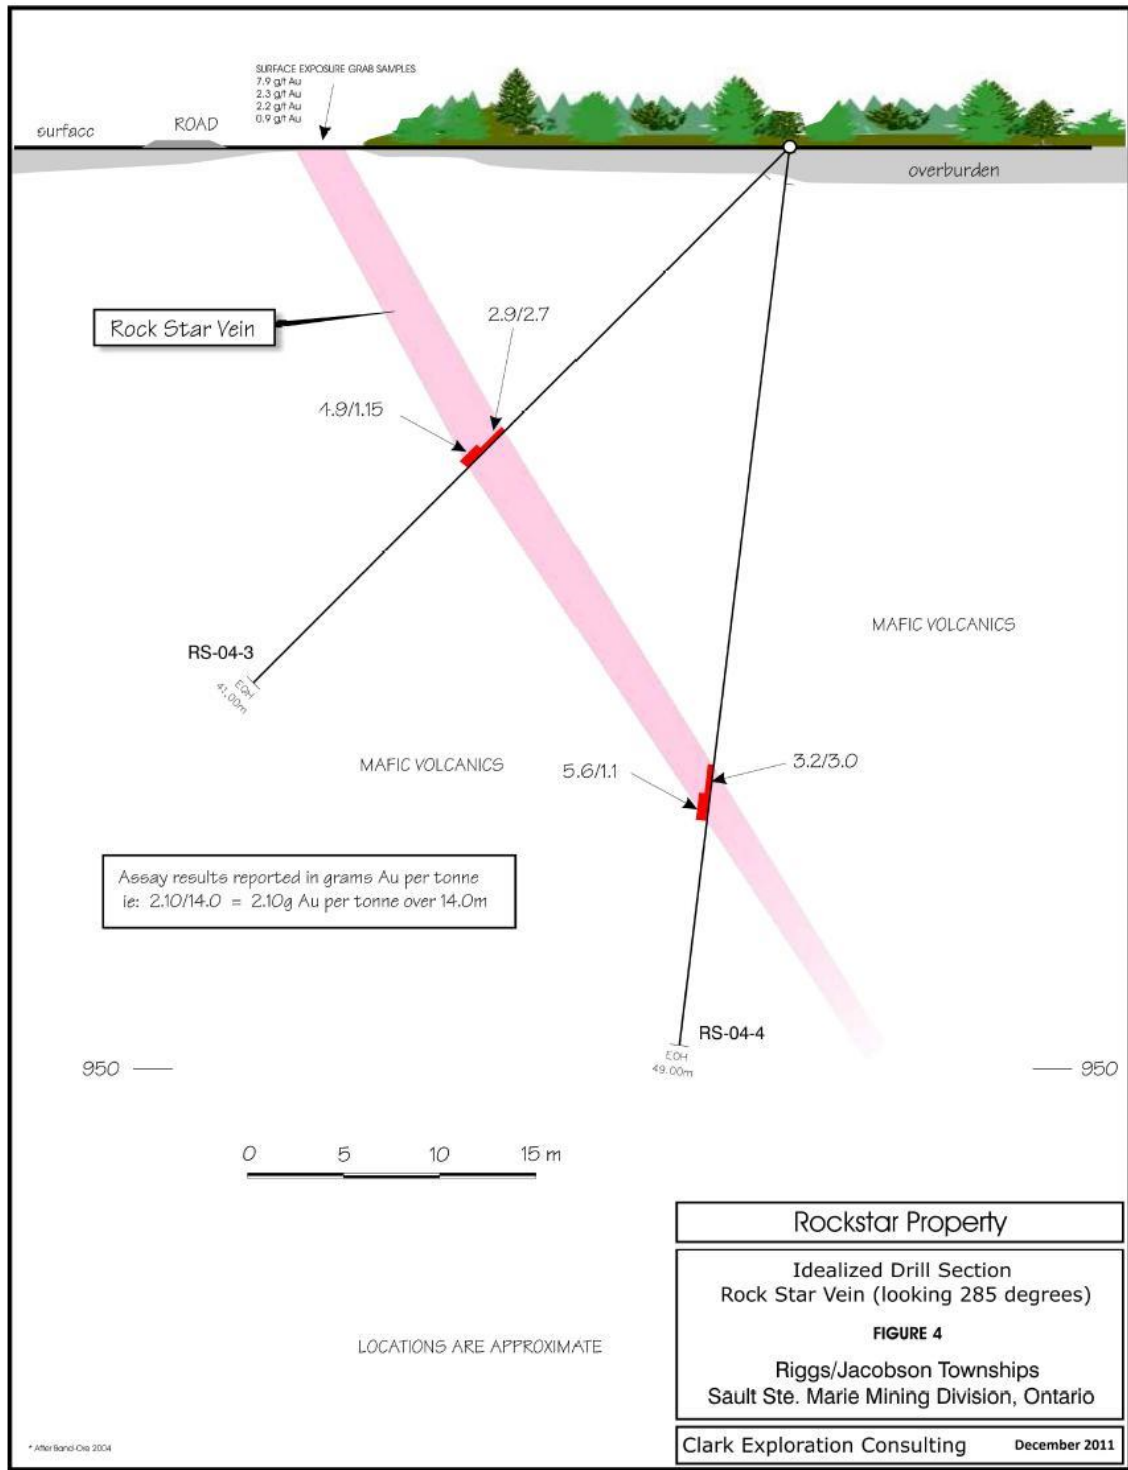 SURFACE EXPOSURE GRAB SAMPLES
7.9 g/t Au
2.3 g/t Au
2.2 g/t Au
0.9 g/t Au
surface
ROAD
overburden
Rock Star Vein
2.9/2.7
4.9/1.15
MAFIC VOLCANICS
RS-04-3
EOH
41.00m
MAFIC VOLCANICS
5.6/1.1
3.2/3.0
Assay results reported in grams Au per tonne
ie: 2.10/14.0 = 2.10g Au per tonne over 14.0m
RS-04-4
EOH
49.00m
950
950
0 5 10 15 m
Rockstar Property
Idealized Drill Section
Rock Star Vein (looking 285 degrees)
FIGURE 4
Riggs/Jacobson Townships
Sault Ste. Marie Mining Division, Ontario
LOCATIONS ARE APPROXIMATE
Clark Exploration Consulting December 2011
* After Band-Ore 2004